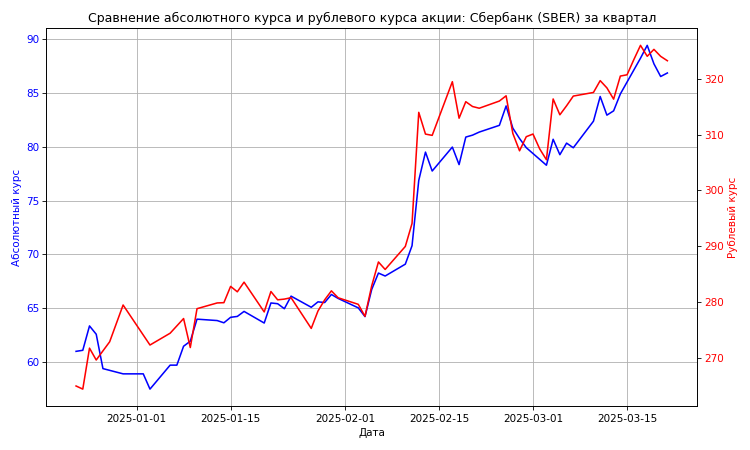 Сравнение абсолютного курса и рублевого курса акции: Сбербанк (SBER) за квартал
Абсолютный курс
90
85
80
75
70
65
60
320
310
300
290
280
270
Рублевый курс
2025-01-01 2025-01-15 2025-02-01 2025-02-15 2025-03-01 2025-03-15
Дата